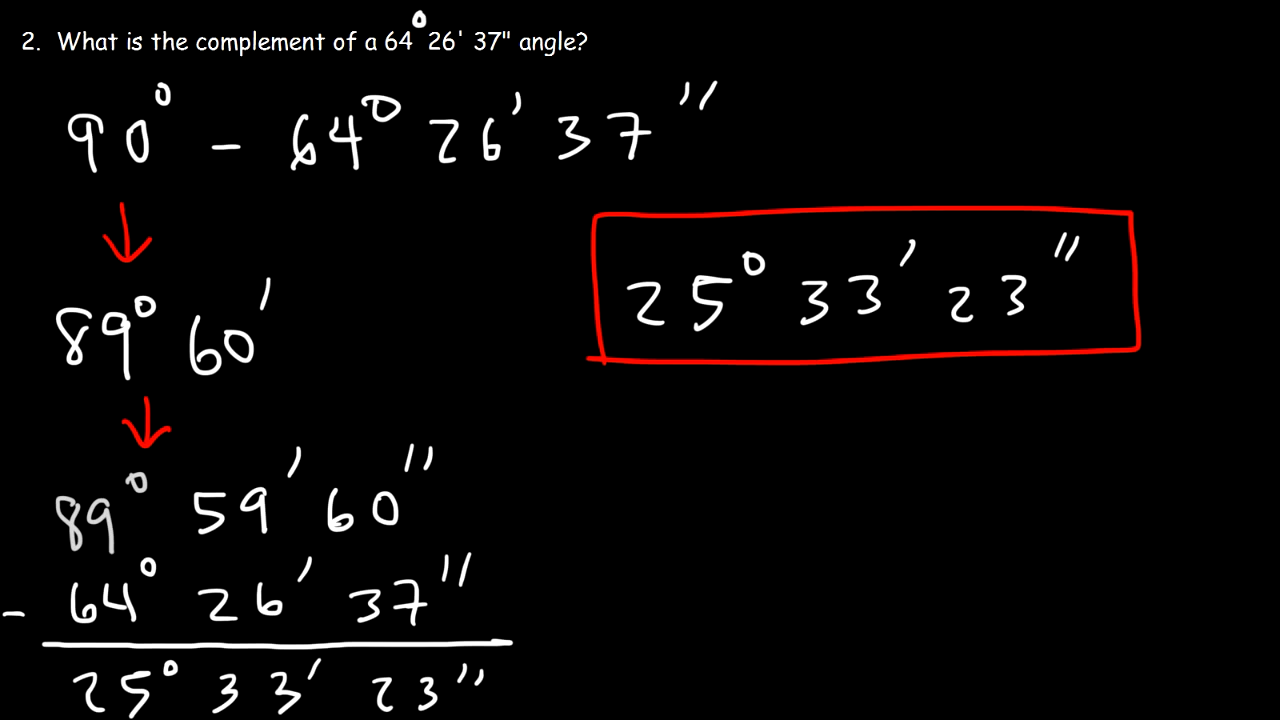 2. What is the complement of a 64° 26' 37" angle?
90° - 64° 26' 37"
89° 60'
25° 33' 23"
89° 59' 60"
- 64° 26' 37"
25° 33' 23"